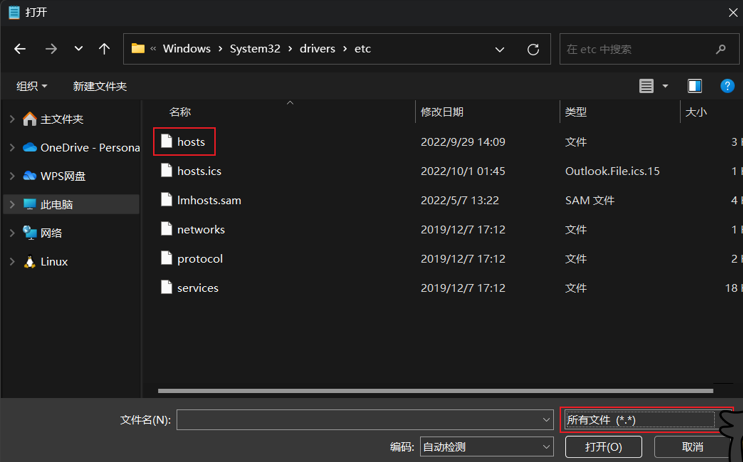 打开
« Windows › System32 › drivers › etc
在 etc 中搜索
组织 新建文件夹
名称 修改日期 类型 大小
主文件夹
OneDrive - Persona
WPS网盘
此电脑
网络
Linux
hosts 2022/9/29 14:09 文件 3
hosts.ics 2022/10/1 01:45 Outlook.File.ics.15 1
lmhosts.sam 2022/5/7 13:22 SAM 文件 4
networks 2019/12/7 17:12 文件 1
protocol 2019/12/7 17:12 文件 2
services 2019/12/7 17:12 文件 18
文件名(N): 所有文件 (*.*)
编码: 自动检测 打开(O) 取消